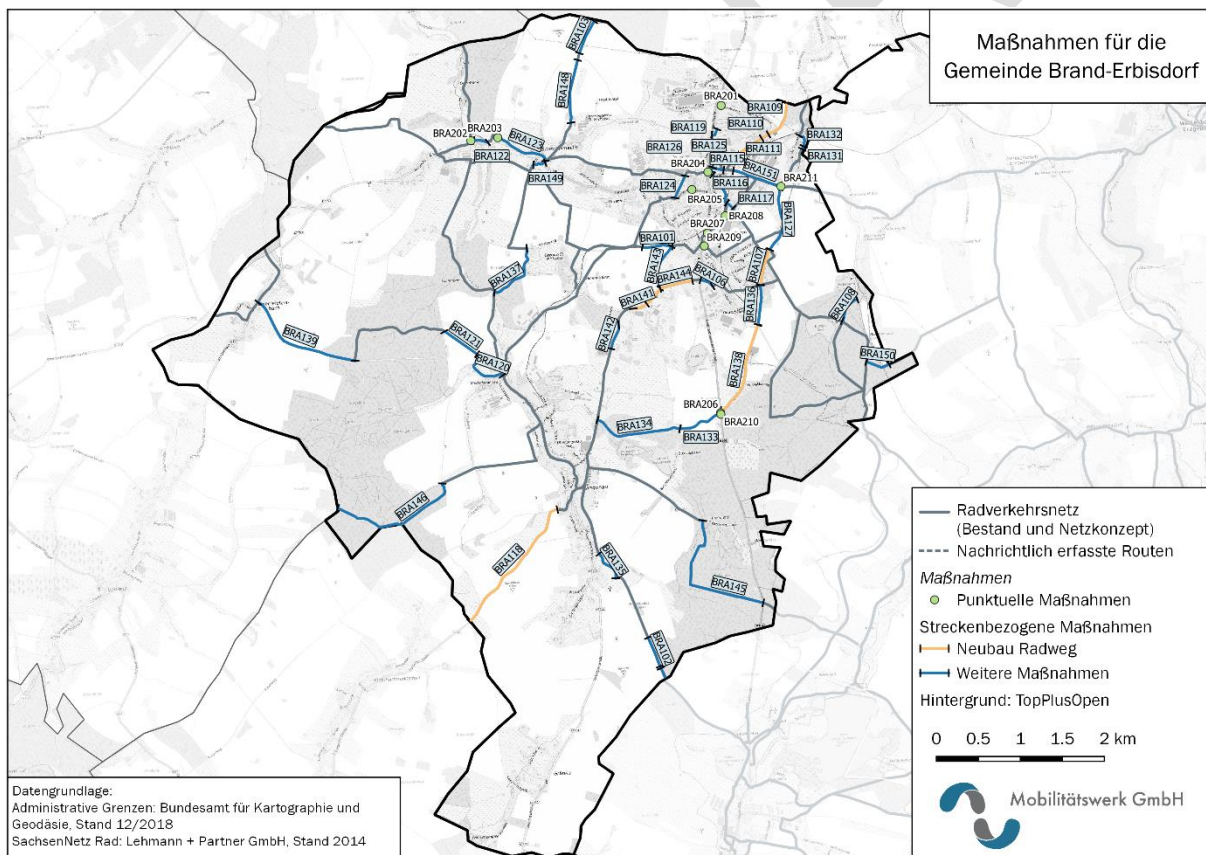 Maßnahmen für die
Gemeinde Brand-Erbisdorf
BRA103
BRA148
BRA201
BRA109
BRA119
BRA110
BRA132
BRA202
BRA203
BRA123
BRA126
BRA125
BRA111
BRA131
BRA122
BRA149
BRA204
BRA115
BRA151
BRA124
BRA116
BRA211
BRA205
BRA117
BRA208
BRA127
BRA207
BRA101
BRA209
BRA143
BRA107
BRA137
BRA144
BRA106
BRA141
BRA136
BRA108
BRA139
BRA121
BRA142
BRA120
BRA138
BRA150
BRA206
BRA134
BRA210
BRA133
BRA146
BRA118
BRA135
BRA145
BRA102
Radverkehrsnetz
(Bestand und Netzkonzept)
Nachrichtlich erfasste Routen
Maßnahmen
Punktuelle Maßnahmen
Streckenbezogene Maßnahmen
Neubau Radweg
Weitere Maßnahmen
Hintergrund: TopPlusOpen
0 0.5 1 1.5 2 km
Mobilitätswerk GmbH
Datengrundlage:
Administrative Grenzen: Bundesamt für Kartographie und
Geodäsie, Stand 12/2018
SachsenNetz Rad: Lehmann + Partner GmbH, Stand 2014